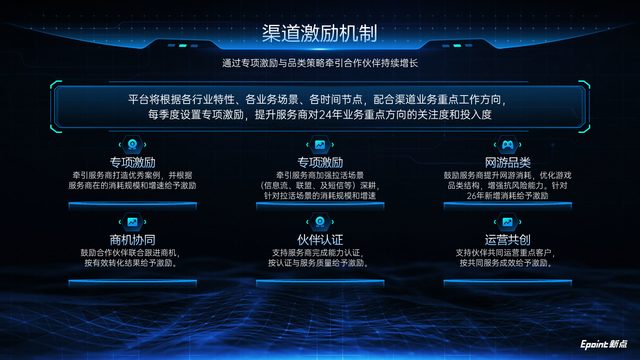 渠道激励机制
通过专项激励与品类策略牵引合作伙伴持续增长
平台将根据各行业特性、各业务场景、各时间节点，配合渠道业务重点工作方向，
每季度设置专项激励，提升服务商对24年业务重点方向的关注度和投入度
专项激励
牵引服务商打造优秀案例，并根据
服务商在的消耗规模和增速给予激励
专项激励
牵引服务商加强拉活场景
（信息流、联盟、及短信等）深耕，
针对拉活场景的消耗规模和增速
网游品类
鼓励服务商提升网游消耗，优化游戏
品类结构，增强抗风险能力，针对
26年新增消耗给予激励
商机协同
鼓励合作伙伴联合跟进商机，
按有效转化结果给予激励。
伙伴认证
支持服务商完成能力认证，
按认证与服务质量给予激励。
运营共创
支持伙伴共同运营重点客户，
按共同服务成效给予激励。
Epoint 新点